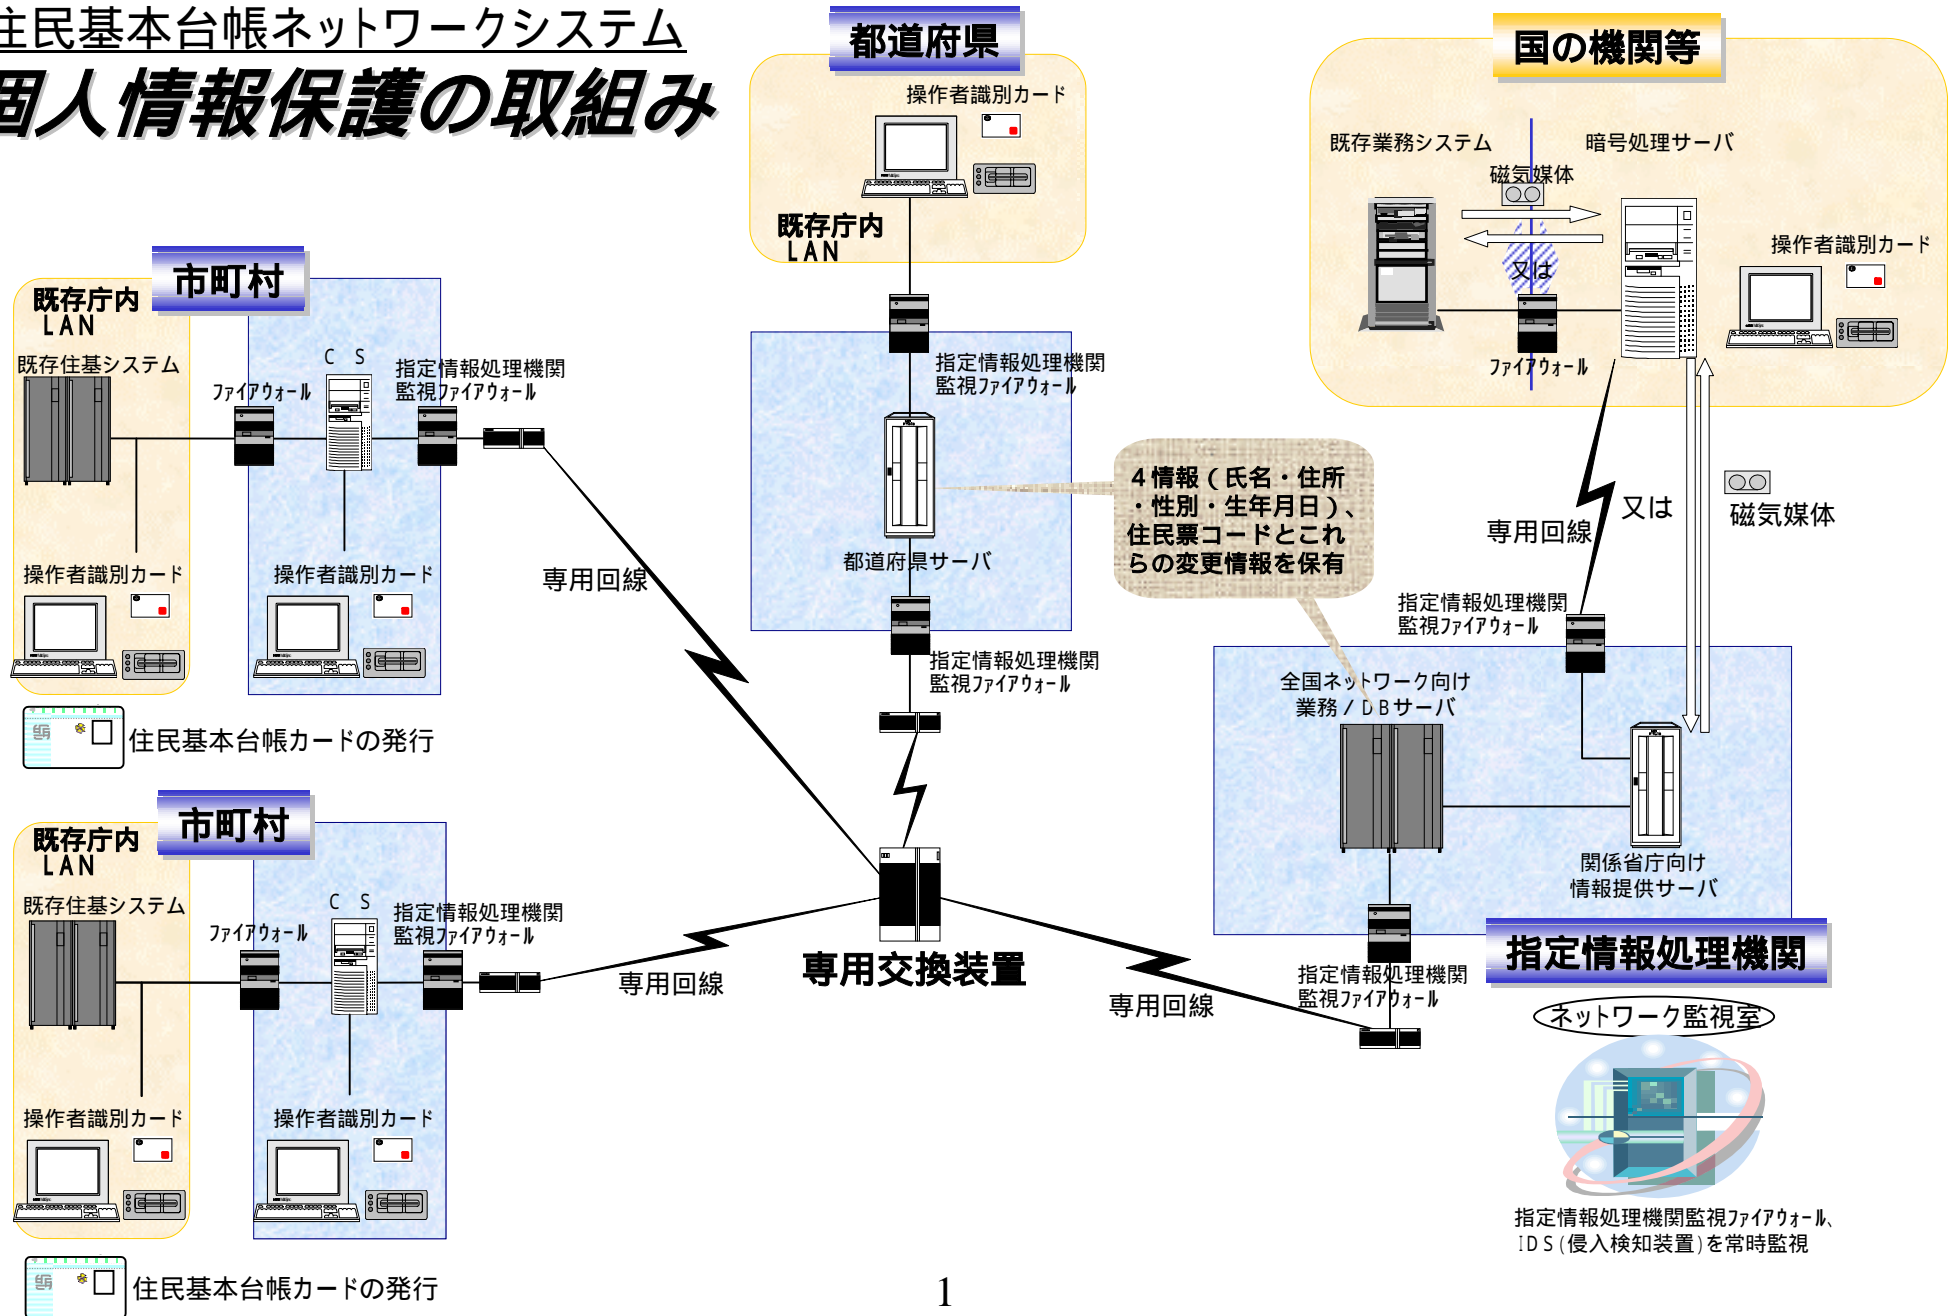 住民基本台帳ネットワークシステム
個人情報保護の取組み
都道府県
操作者識別カード
既存庁内
LAN
指定情報処理機関
監視ファイアウォール
都道府県サーバ
指定情報処理機関
監視ファイアウォール
国の機関等
既存業務システム
暗号処理サーバ
磁気媒体
又は
ファイアウォール
操作者識別カード
専用回線
又は
磁気媒体
4情報(氏名・住所
・性別・生年月日)、
住民票コードとこれ
らの変更情報を保有
市町村
既存庁内
LAN
既存住基システム
ファイアウォール
CS
指定情報処理機関
監視ファイアウォール
操作者識別カード
操作者識別カード
専用回線
住民基本台帳カードの発行
市町村
既存庁内
LAN
既存住基システム
ファイアウォール
CS
指定情報処理機関
監視ファイアウォール
操作者識別カード
操作者識別カード
専用回線
住民基本台帳カードの発行
専用交換装置
専用回線
指定情報処理機関
監視ファイアウォール
全国ネットワーク向け
業務/DBサーバ
関係省庁向け
情報提供サーバ
指定情報処理機関
監視ファイアウォール
指定情報処理機関
ネットワーク監視室
指定情報処理機関監視ファイアウォール、
IDS(侵入検知装置)を常時監視
1